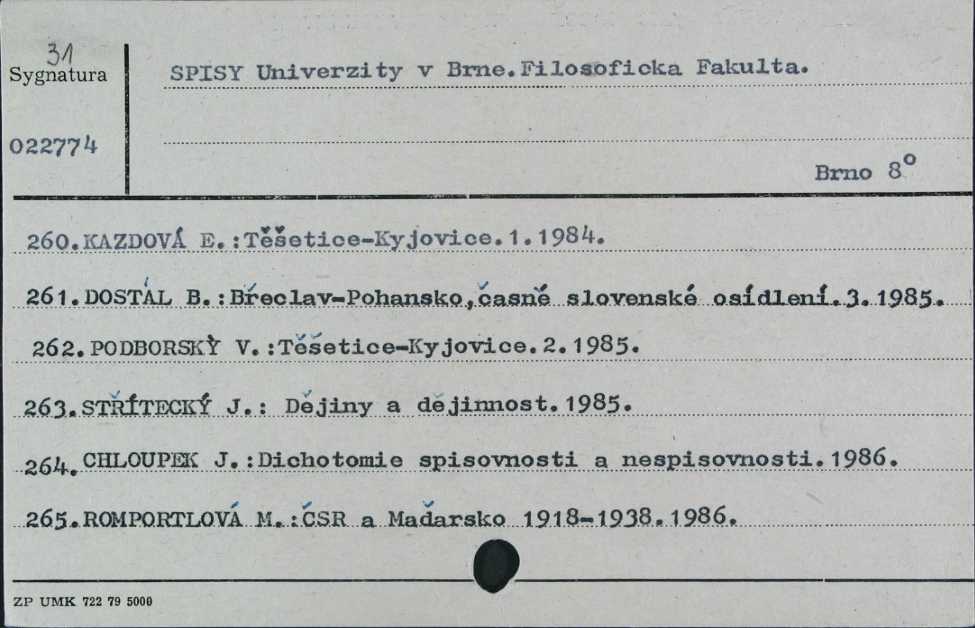 31
Sygnatura
SPISY Univerzity v Brne.Filosoficka Fakulta.
022774
Brno 8°
260.KAZDOVÁ E.:Těšetice-Kyjovice.1.1984.
261.DOSTÁL B.:Břeclav-Pohansko,časně slovenské osídlení.3.1985.
262.PODBORSKÝ V.:Těšetice-Kyjovice.2.1985.
263.STŘÍTECKÝ J.: Dějiny a dějinnost.1985.
264.CHLOUPEK J.:Dichotomie spisovnosti a nespisovnosti.1986.
265.ROMPORTLOVÁ M.:ČSR a Maďarsko 1918-1938.1986.
ZP UMK 722 79 5000